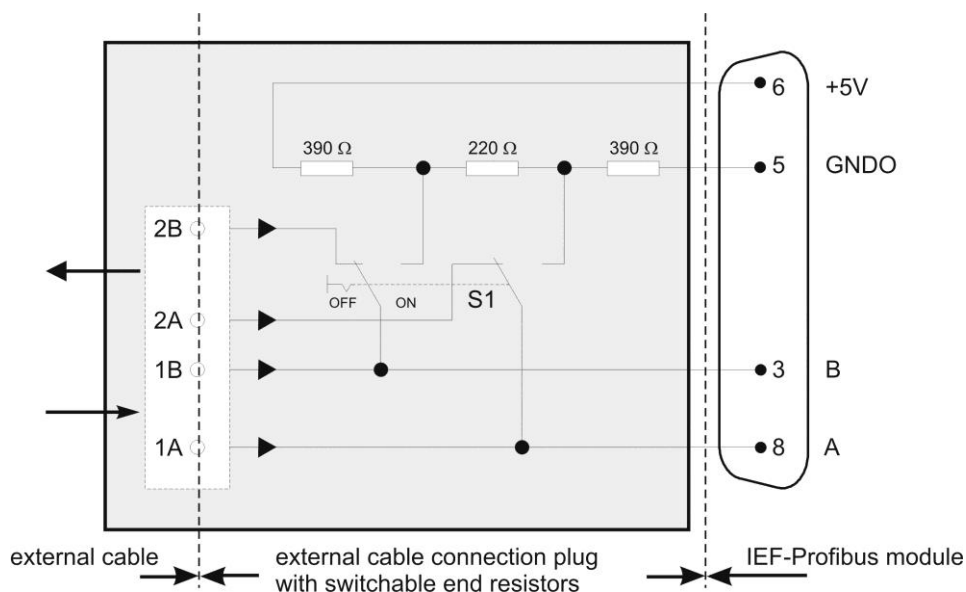 6 +5V
390 Ω 220 Ω 390 Ω
5 GNDO
2B
OFF ON S1
2A
1B 3 B
1A 8 A
external cable
external cable connection plug
with switchable end resistors
IEF-Profibus module